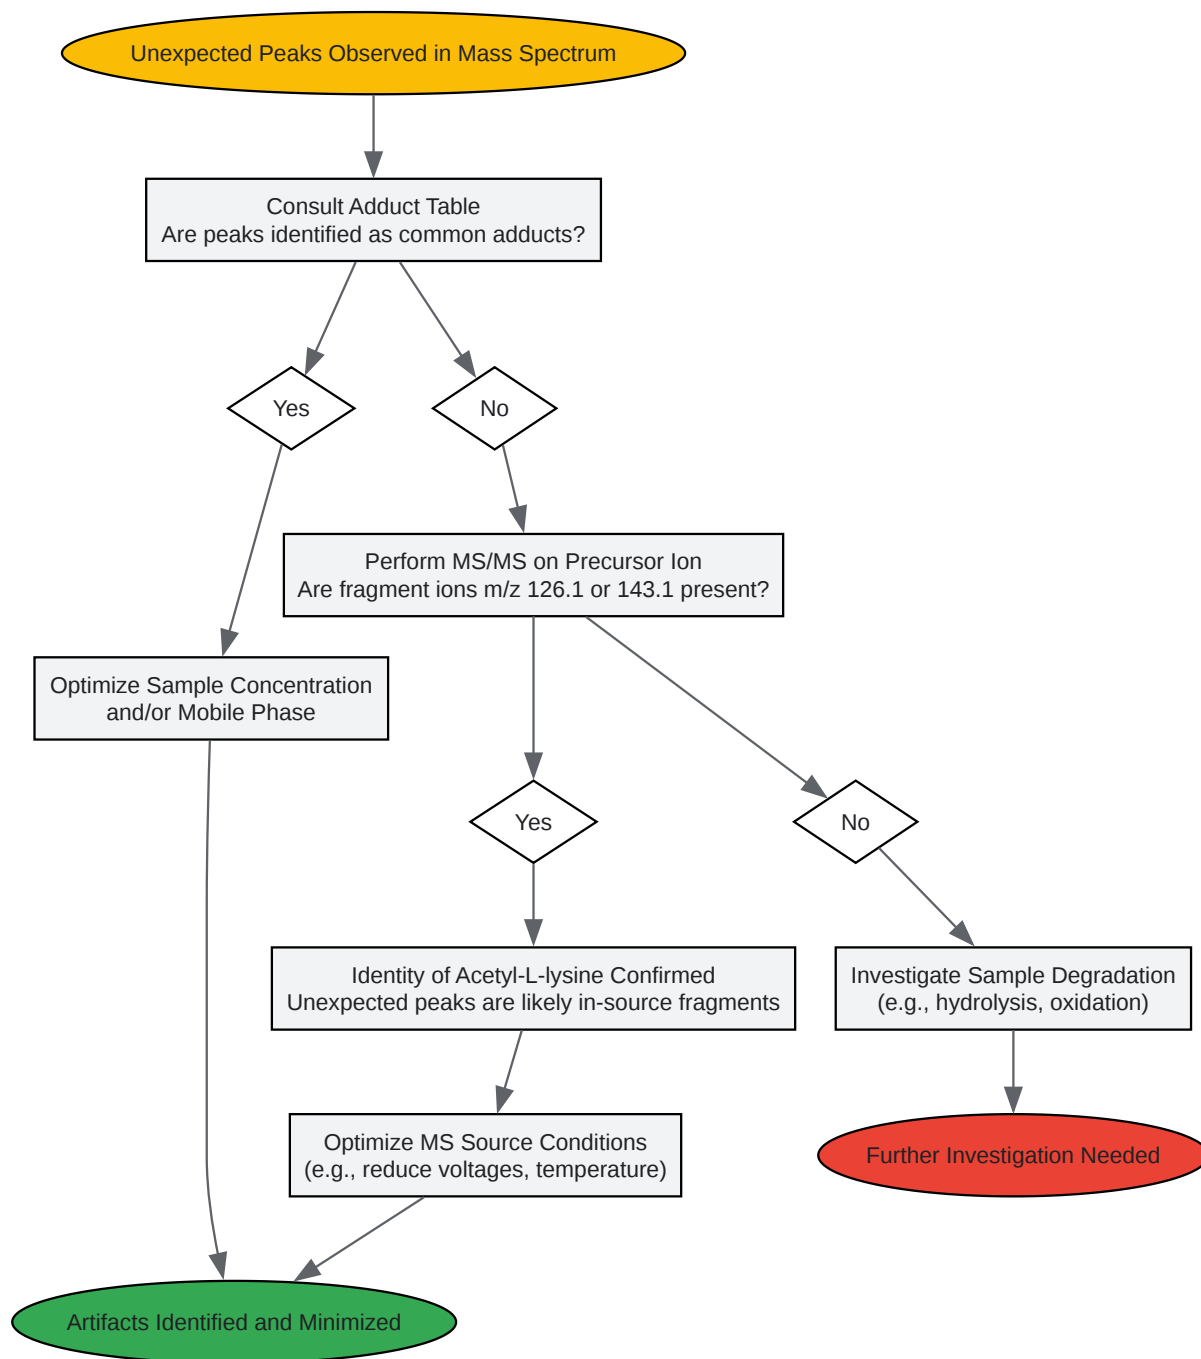 Unexpected Peaks Observed in Mass Spectrum
Consult Adduct Table
Are peaks identified as common adducts?
Yes
No
Perform MS/MS on Precursor Ion
Are fragment ions m/z 126.1 or 143.1 present?
Optimize Sample Concentration
and/or Mobile Phase
Yes
No
Identity of Acetyl-L-lysine Confirmed
Unexpected peaks are likely in-source fragments
Investigate Sample Degradation
(e.g., hydrolysis, oxidation)
Optimize MS Source Conditions
(e.g., reduce voltages, temperature)
Further Investigation Needed
Artifacts Identified and Minimized